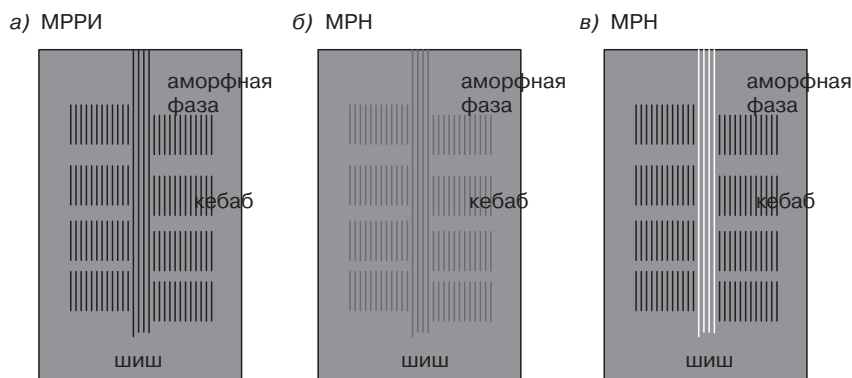 а) МРРИ
аморфная
фаза
кебаб
шиш
б) МРН
аморфная
фаза
кебаб
шиш
в) МРН
аморфная
фаза
кебаб
шиш